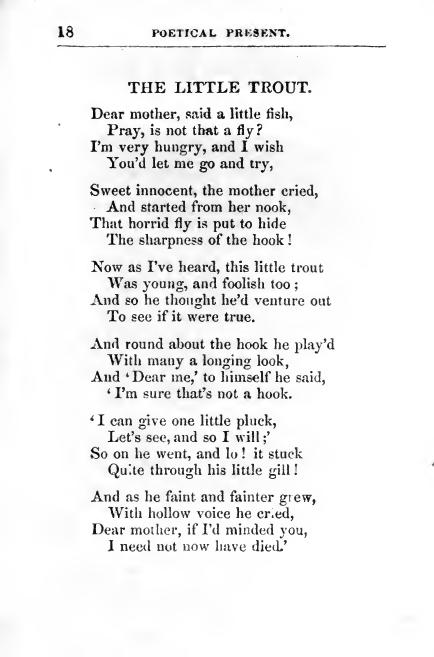 18 POETICAL PRESENT.
THE LITTLE TROUT.
Dear mother, said a little fish,
Pray, is not that a fly?
I'm very hungry, and I wish
You'd let me go and try,
Sweet innocent, the mother cried,
And started from her nook,
That horrid fly is put to hide
The sharpness of the hook!
Now as I've heard, this little trout
Was young, and foolish too;
And so he thought he'd venture out
To see if it were true.
And round about the hook he play'd
With many a longing look,
And ‘Dear me,’ to himself he said,
‘I'm sure that's not a hook.
‘I can give one little pluck,
Let's see, and so I will;’
So on he went, and lo! it stuck
Quite through his little gill!
And as he faint and fainter grew,
With hollow voice he cried,
Dear mother, if I'd minded you,
I need not now have died.’